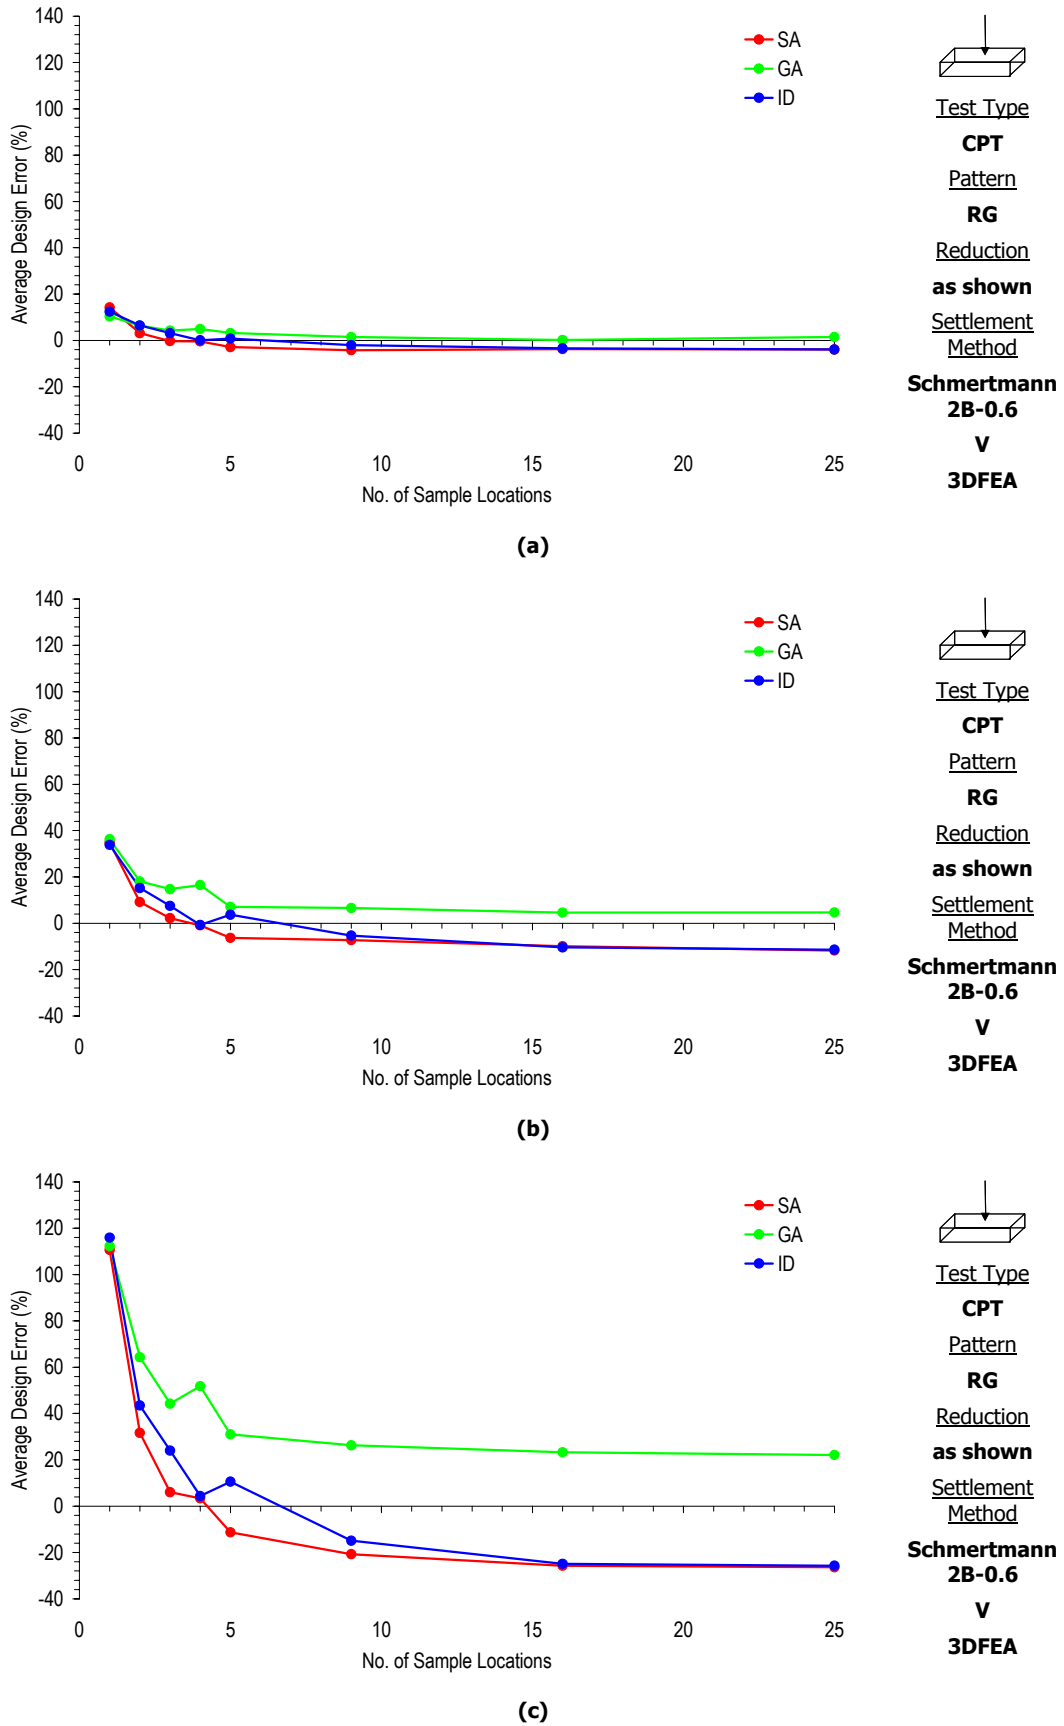 140
120
100
80
60
40
20
0
-20
-40
Average Design Error (%)
0 5 10 15 20 25
No. of Sample Locations
SA
GA
ID
Test Type
CPT
Pattern
RG
Reduction
as shown
Settlement
Method
Schmertmann
2B-0.6
V
3DFEA
(a)
140
120
100
80
60
40
20
0
-20
-40
Average Design Error (%)
0 5 10 15 20 25
No. of Sample Locations
SA
GA
ID
Test Type
CPT
Pattern
RG
Reduction
as shown
Settlement
Method
Schmertmann
2B-0.6
V
3DFEA
(b)
140
120
100
80
60
40
20
0
-20
-40
Average Design Error (%)
0 5 10 15 20 25
No. of Sample Locations
SA
GA
ID
Test Type
CPT
Pattern
RG
Reduction
as shown
Settlement
Method
Schmertmann
2B-0.6
V
3DFEA
(c)